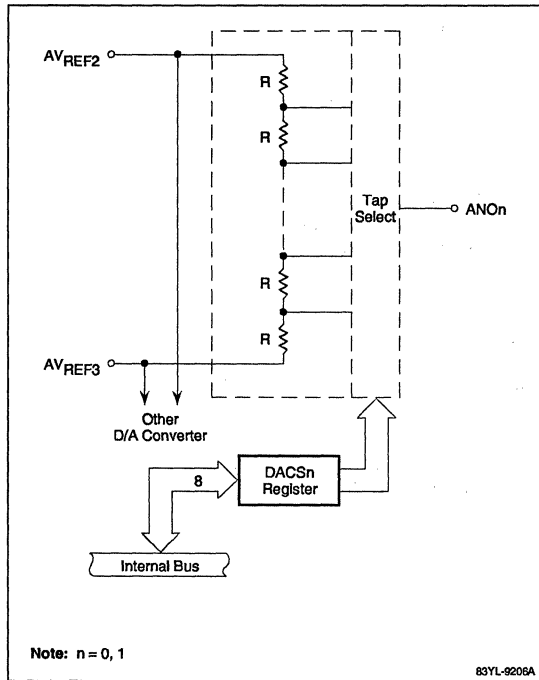 AVREF2
R
R
Tap
Select
ANOn
R
R
AVREF3
Other
D/A Converter
DACSn
Register
8
Internal Bus
Note: n = 0, 1
83YL-9206A